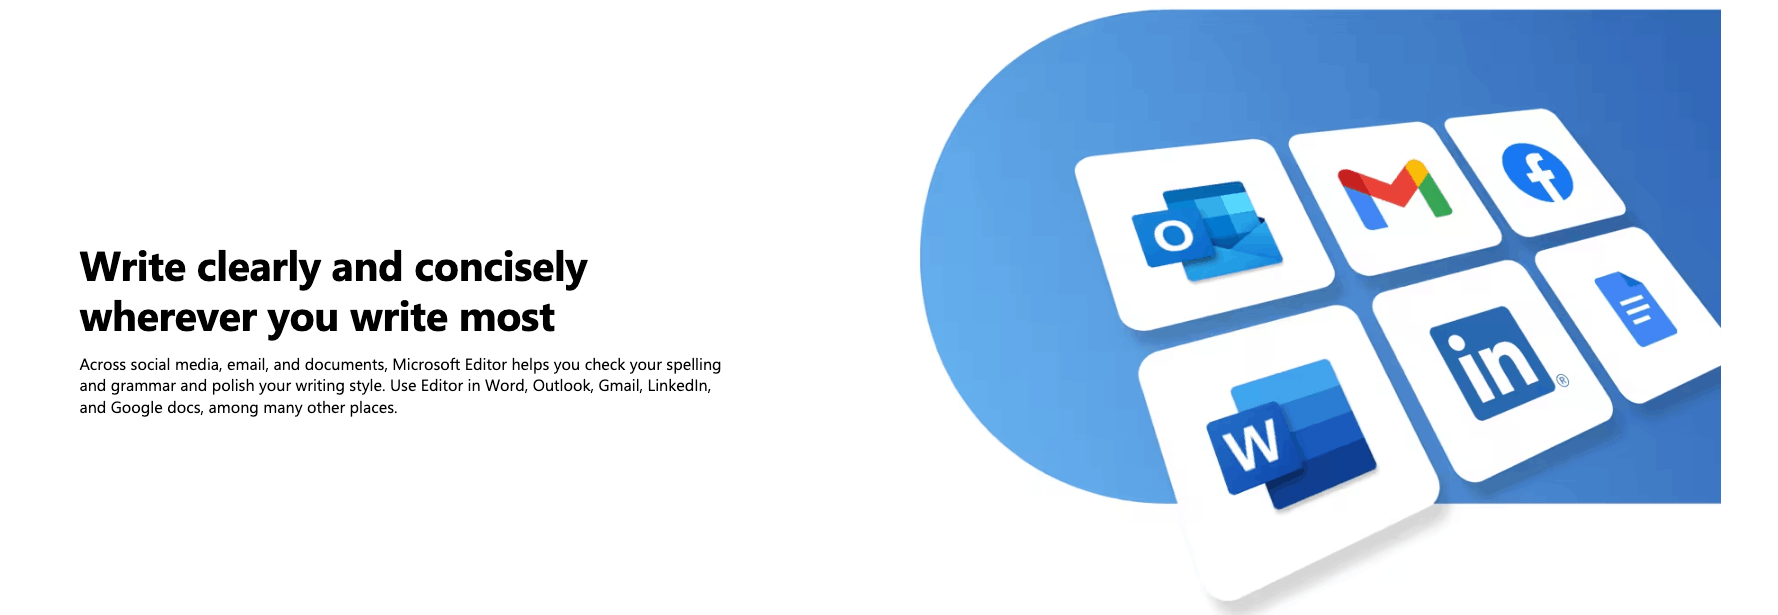 Write clearly and concisely
wherever you write most
Across social media, email, and documents, Microsoft Editor helps you check your spelling
and grammar and polish your writing style. Use Editor in Word, Outlook, Gmail, LinkedIn,
and Google docs, among many other places.
O
M
f
W
in®